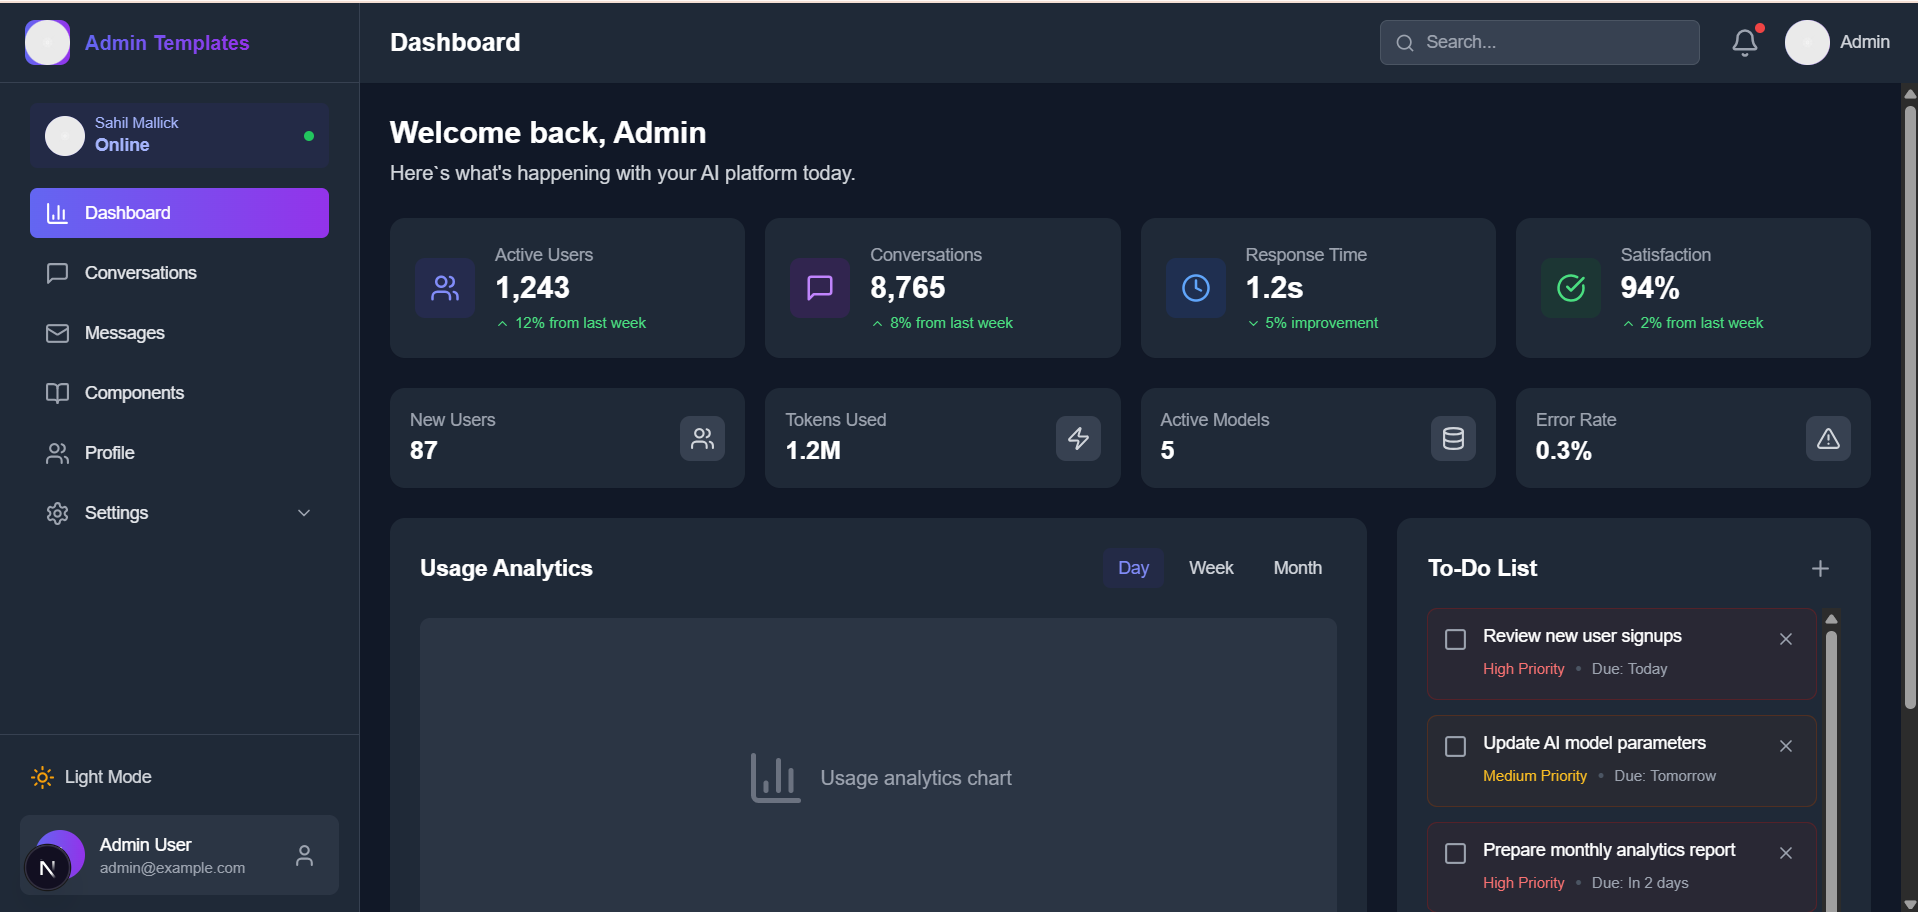 Admin Templates
Sahil Mallick
Online
Dashboard
Conversations
Messages
Components
Profile
Settings
Light Mode
N
Admin User
admin@example.com
Dashboard
Search...
Admin
Welcome back, Admin
Here`s what's happening with your AI platform today.
Active Users
1,243
12% from last week
Conversations
8,765
8% from last week
Response Time
1.2s
5% improvement
Satisfaction
94%
2% from last week
New Users
87
Tokens Used
1.2M
Active Models
5
Error Rate
0.3%
Usage Analytics
Day Week Month
Usage analytics chart
To-Do List
Review new user signups
High Priority • Due: Today
Update AI model parameters
Medium Priority • Due: Tomorrow
Prepare monthly analytics report
High Priority • Due: In 2 days